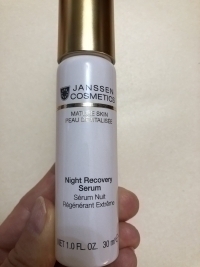 JANSSEN
COSMETICS
MATURE SKIN
PEAU DÉVITALISÉE
Night Recovery
Serum
Sérum Nuit
Régénérant Extrême
NET 1.0 FL. OZ. 30 ml